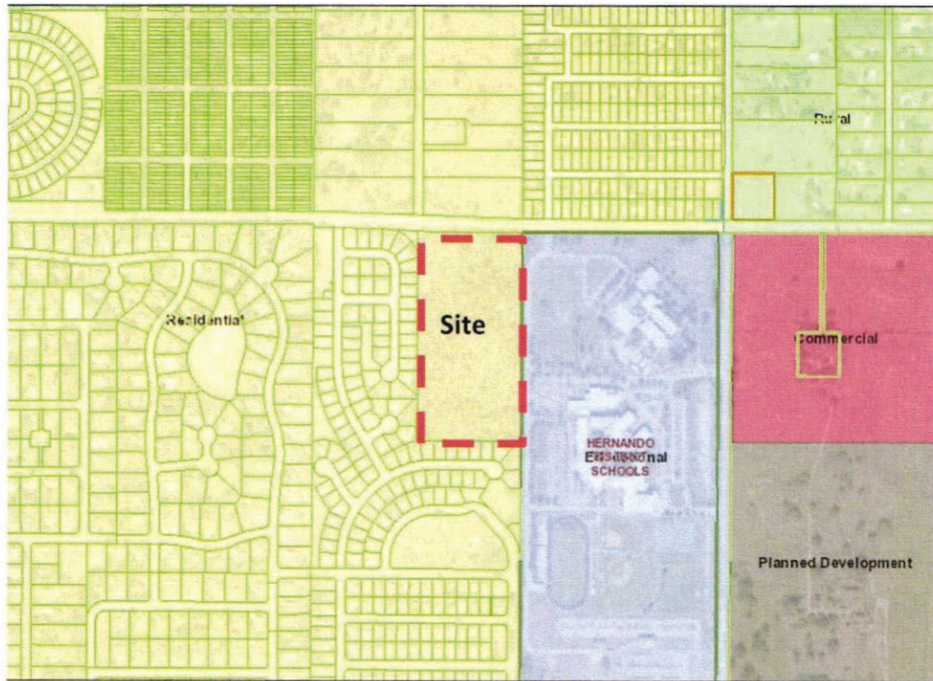 Rural
Site
Residential
Commercial
HERNANDO
SCHOOLS
Planned Development